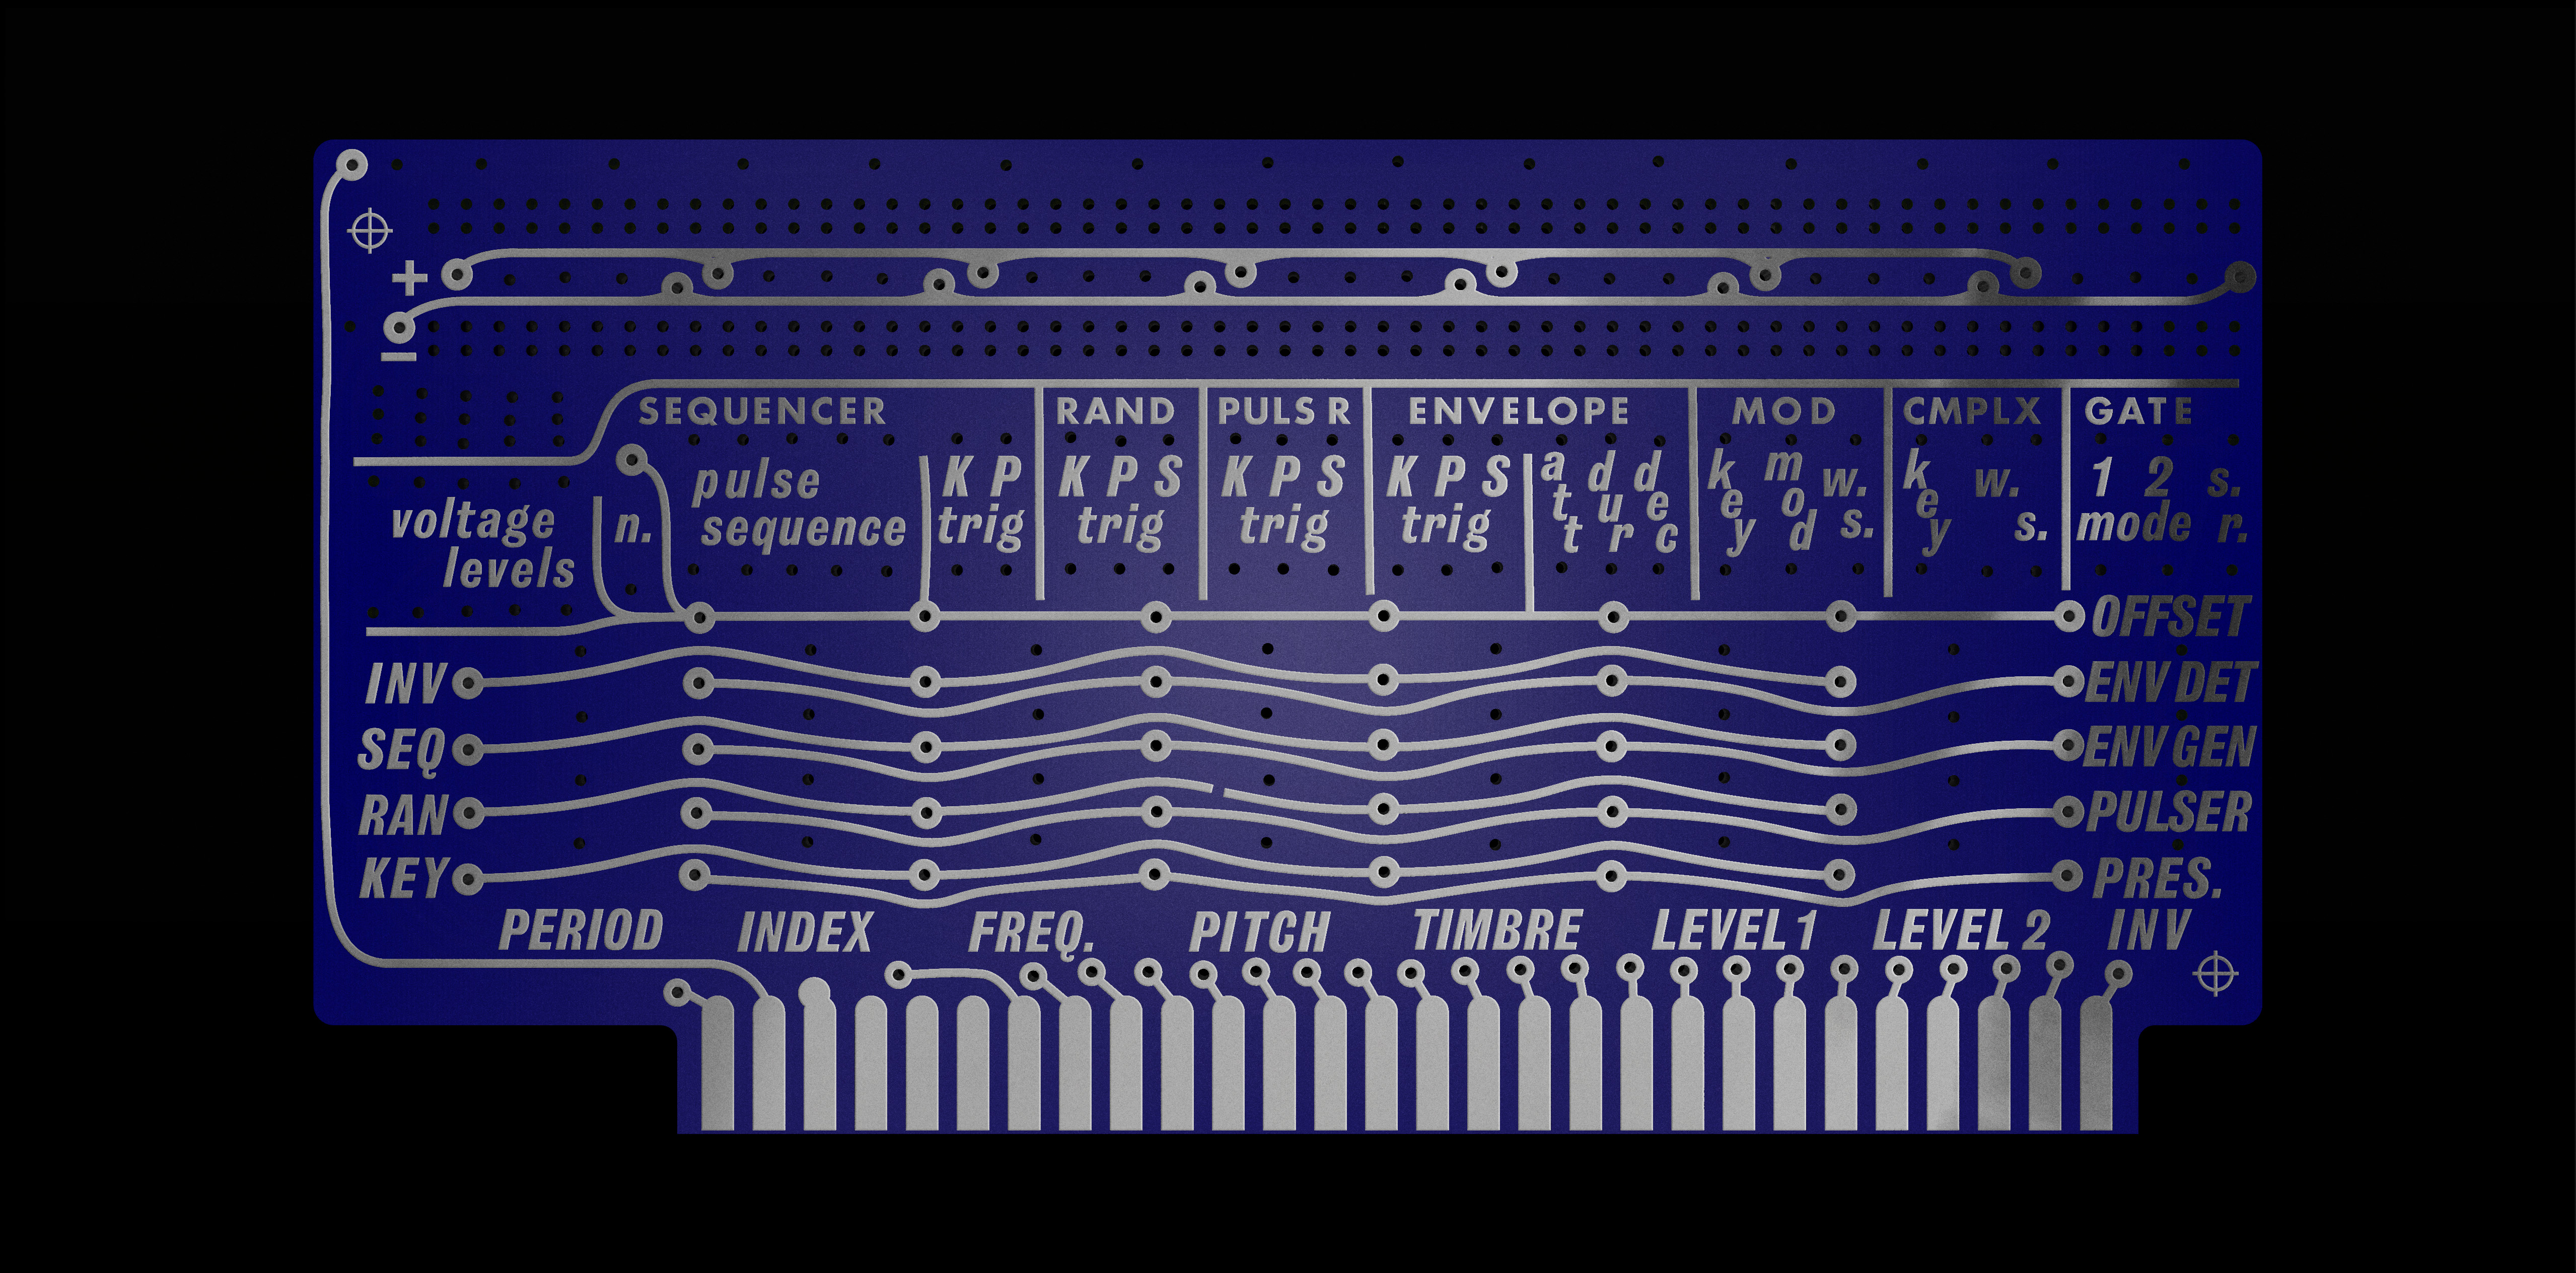 +
–
SEQUENCER RAND PULSR ENVELOPE MOD CMPLX GATE
voltage levels
n.
pulse sequence
K P trig
K P S trig
K P S trig
K P S trig
att dur dec
key mod w.s.
key w.s.
1 2 mode s.r.
OFFSET
INV ENV DET
SEQ ENV GEN
RAN PULSER
KEY PRES.
PERIOD INDEX FREQ. PITCH TIMBRE LEVEL 1 LEVEL 2 INV